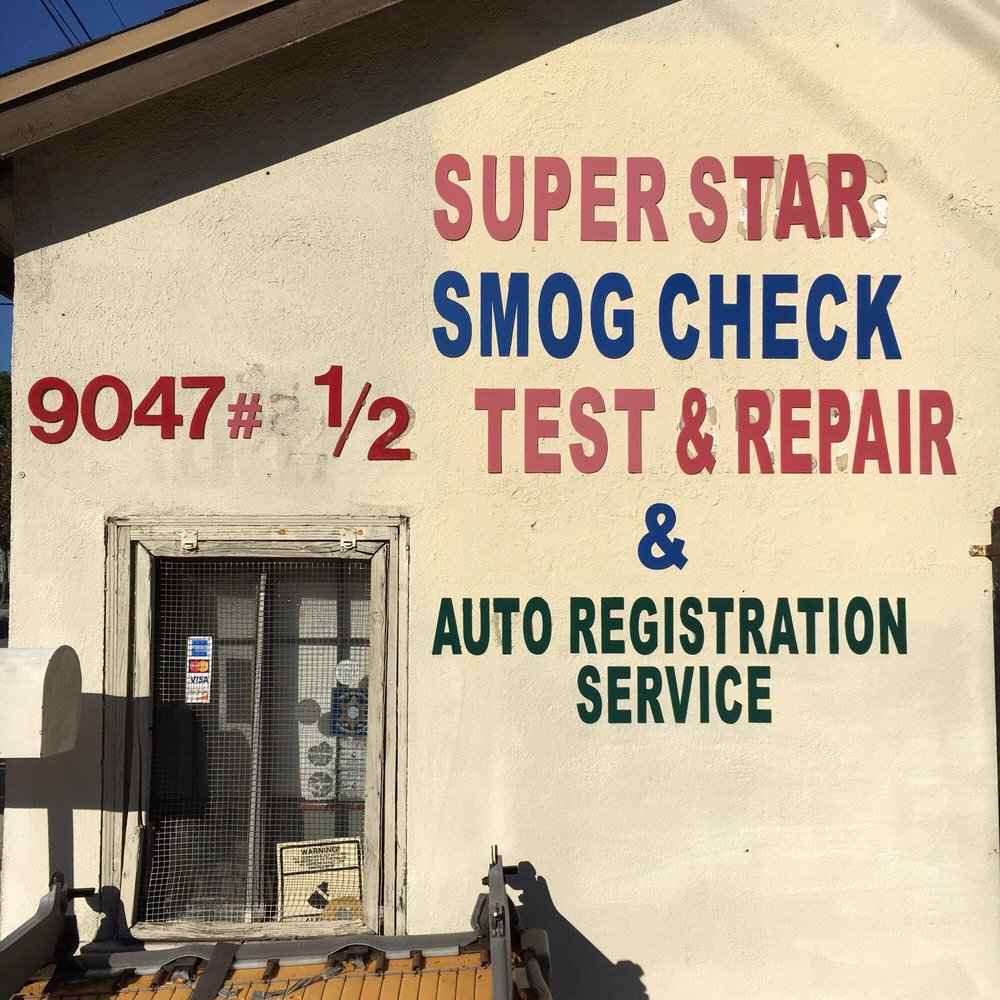 SUPER STAR
SMOG CHECK
9047# 1/2
TEST & REPAIR
&
AUTO REGISTRATION
SERVICE
VISA
WARNING!